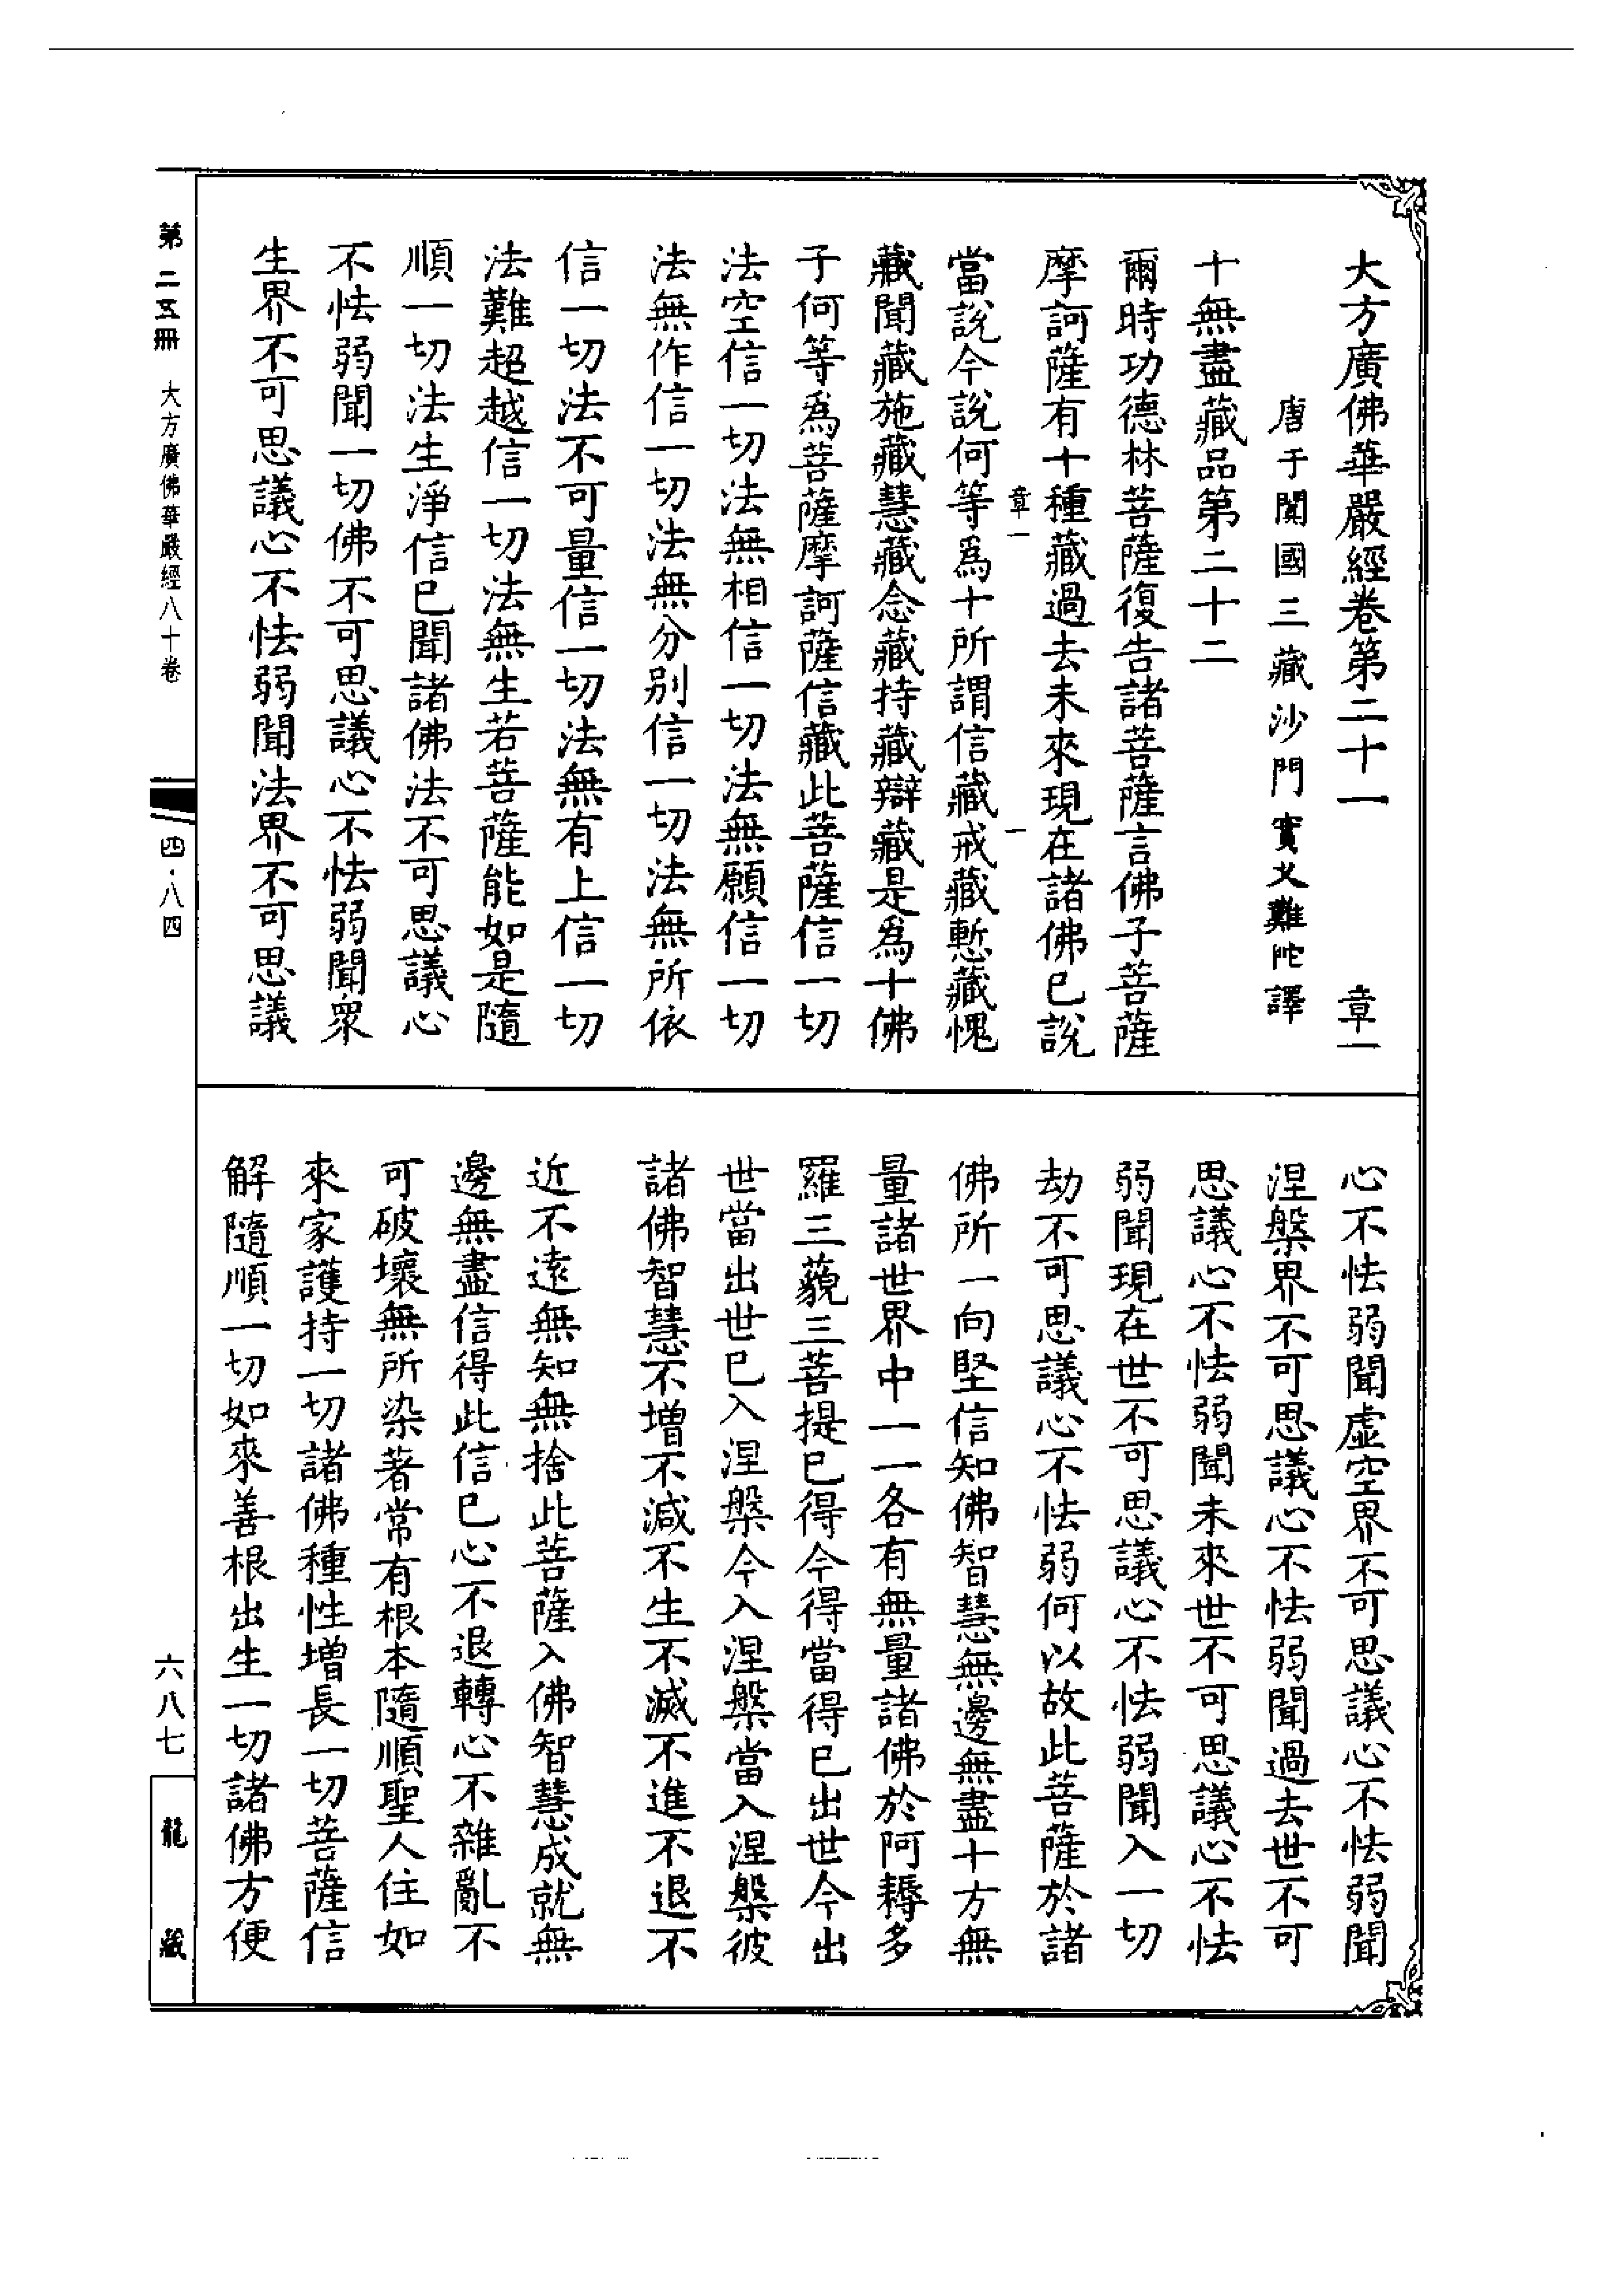 大方廣佛華嚴經卷第二十一　章一
唐于闐國三藏沙門實叉難陀譯
十無盡藏品第二十二
爾時功德林菩薩復告諸菩薩言佛子菩薩
摩訶薩有十種藏過去未來現在諸佛已說
章一　一
當說今說何等為十所謂信藏戒藏慙藏愧
藏聞藏施藏慧藏念藏持藏辯藏是為十佛
子何等為菩薩摩訶薩信藏此菩薩信一切
法空信一切法無相信一切法無願信一切
法無作信一切法無分別信一切法無所依
信一切法不可量信一切法無有上信一切
法難超越信一切法無生若菩薩能如是隨
順一切法生淨信已聞諸佛法不可思議心
不怯弱聞一切佛不可思議心不怯弱聞眾
生界不可思議心不怯弱聞法界不可思議
心不怯弱聞虛空界不可思議心不怯弱聞
涅槃界不可思議心不怯弱聞過去世不可
思議心不怯弱聞未來世不可思議心不怯
弱聞現在世不可思議心不怯弱聞入一切
劫不可思議心不怯弱何以故此菩薩於諸
佛所一向堅信知佛智慧無邊無盡十方無
量諸世界中一一各有無量諸佛於阿耨多
羅三藐三菩提已得今得當得已出世今出
世當出世已入涅槃今入涅槃當入涅槃彼
諸佛智慧不增不減不生不滅不進不退不
近不遠無知無捨此菩薩入佛智慧成就無
邊無盡信得此信已心不退轉心不雜亂不
可破壞無所染著常有根本隨順聖人住如
來家護持一切諸佛種性增長一切菩薩信
解隨順一切如來善根出生一切諸佛方便
第二五冊　大方廣佛華嚴經八十卷　四·八四　六八七　龍藏